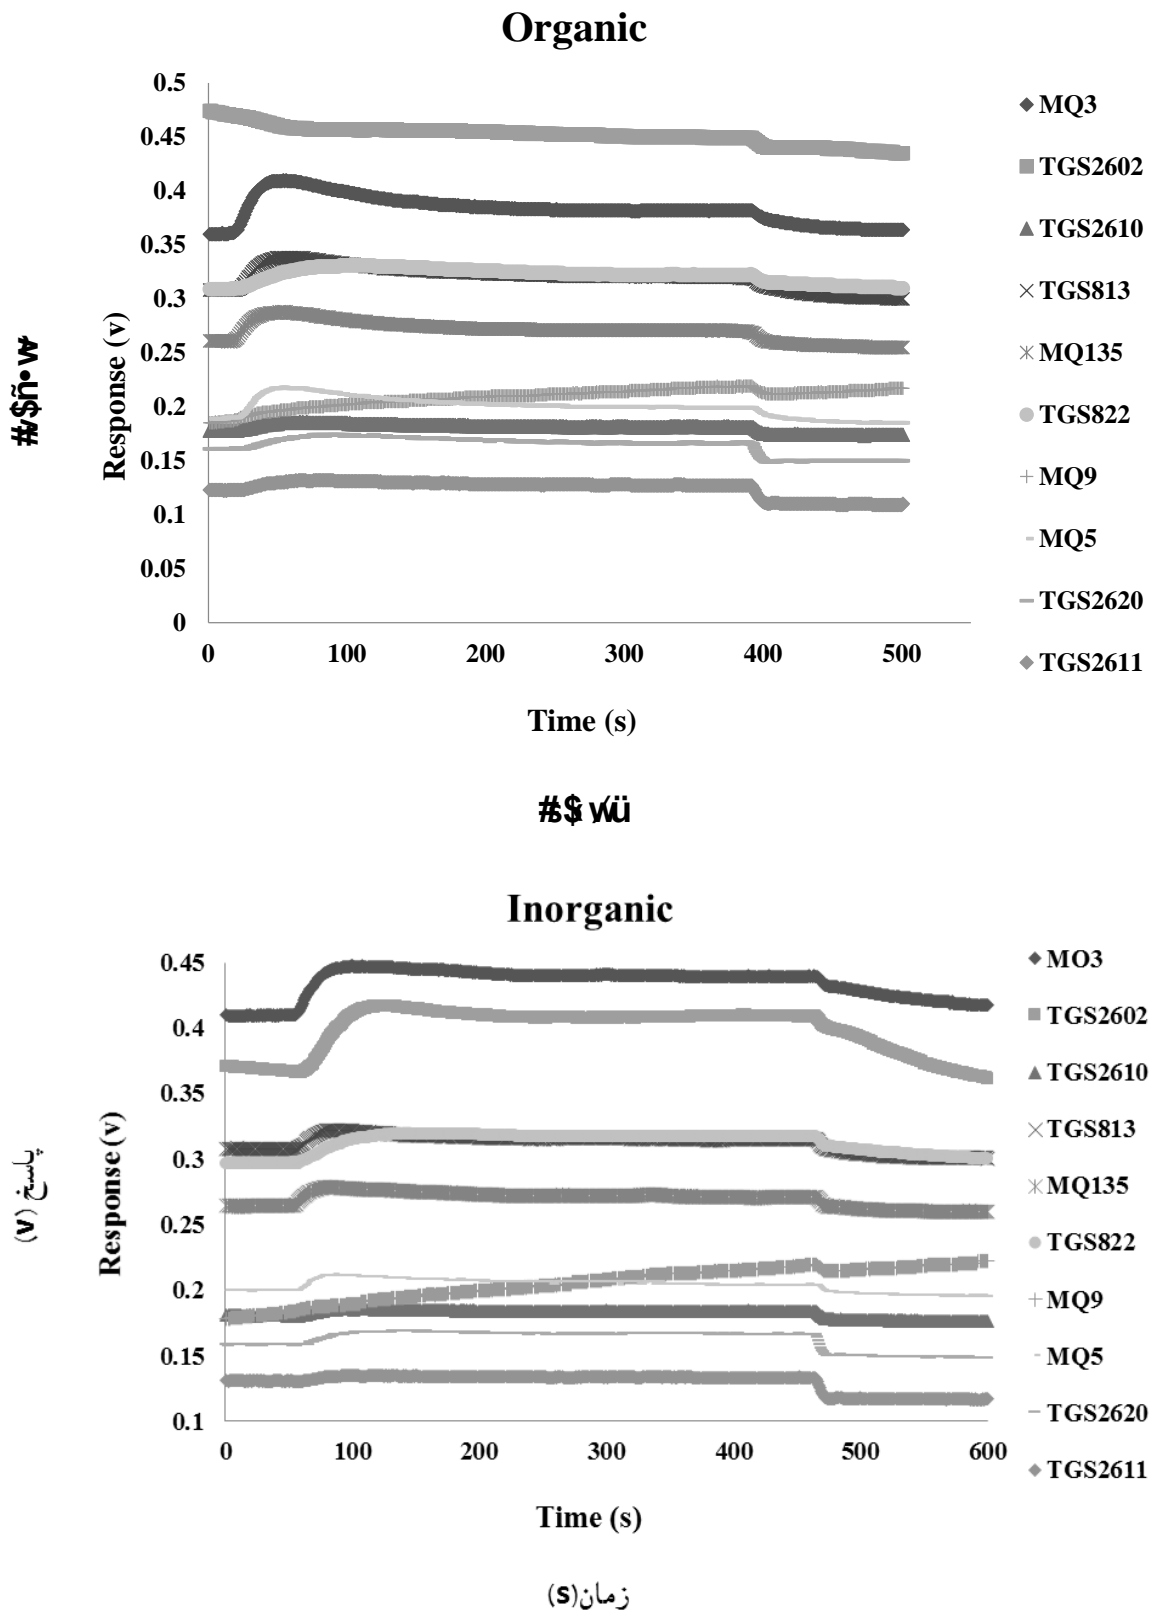 Organic
0.5
0.45
0.4
0.35
0.3
0.25
0.2
0.15
0.1
0.05
0
Response (v)
0 100 200 300 400 500
Time (s)
MQ3
TGS2602
TGS2610
TGS813
MQ135
TGS822
MQ9
MQ5
TGS2620
TGS2611
Inorganic
0.45
0.4
0.35
0.3
0.25
0.2
0.15
0.1
پاسخ (v)
Response (v)
0 100 200 300 400 500 600
Time (s)
زمان(s)
MO3
TGS2602
TGS2610
TGS813
MQ135
TGS822
MQ9
MQ5
TGS2620
TGS2611